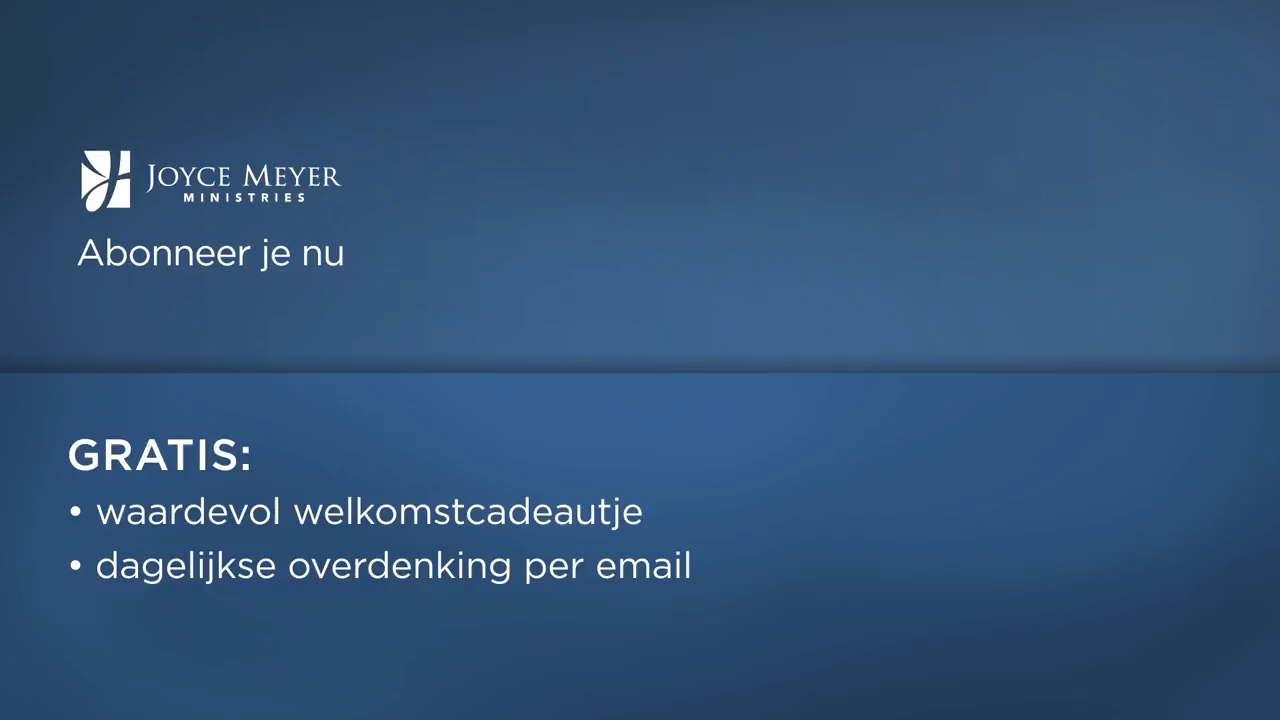 JOYCE MEYER
MINISTRIES
Abonneer je nu
GRATIS:
• waardevol welkomstcadeautje
• dagelijkse overdenking per email